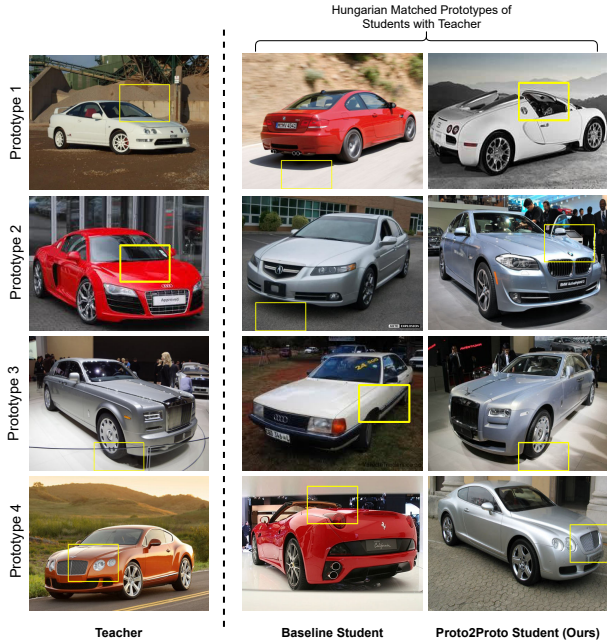 Hungarian Matched Prototypes of
Students with Teacher
Prototype 1
Prototype 2
Prototype 3
Prototype 4
Teacher
Baseline Student
Proto2Proto Student (Ours)